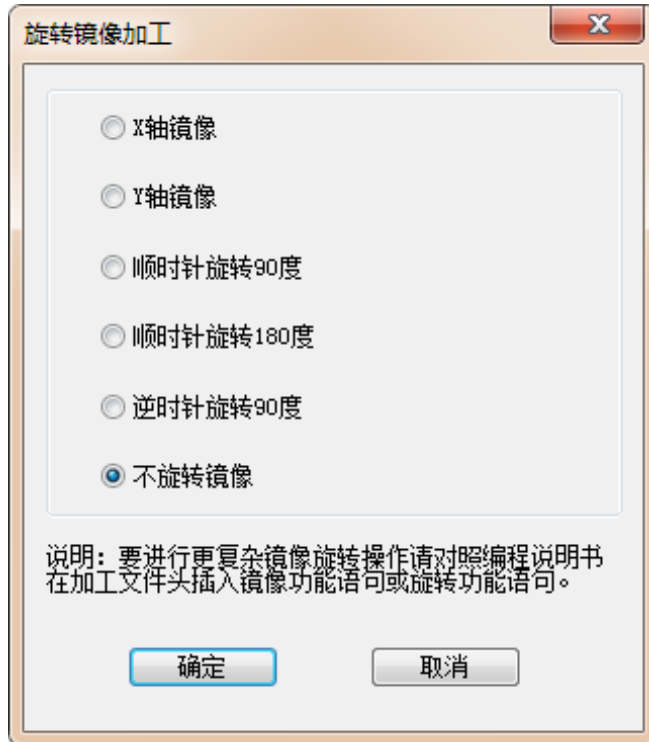 旋转镜像加工
X轴镜像
Y轴镜像
顺时针旋转90度
顺时针旋转180度
逆时针旋转90度
不旋转镜像
说明：要进行更复杂镜像旋转操作请对照编程说明书
在加工文件头插入镜像功能语句或旋转功能语句。
确定
取消